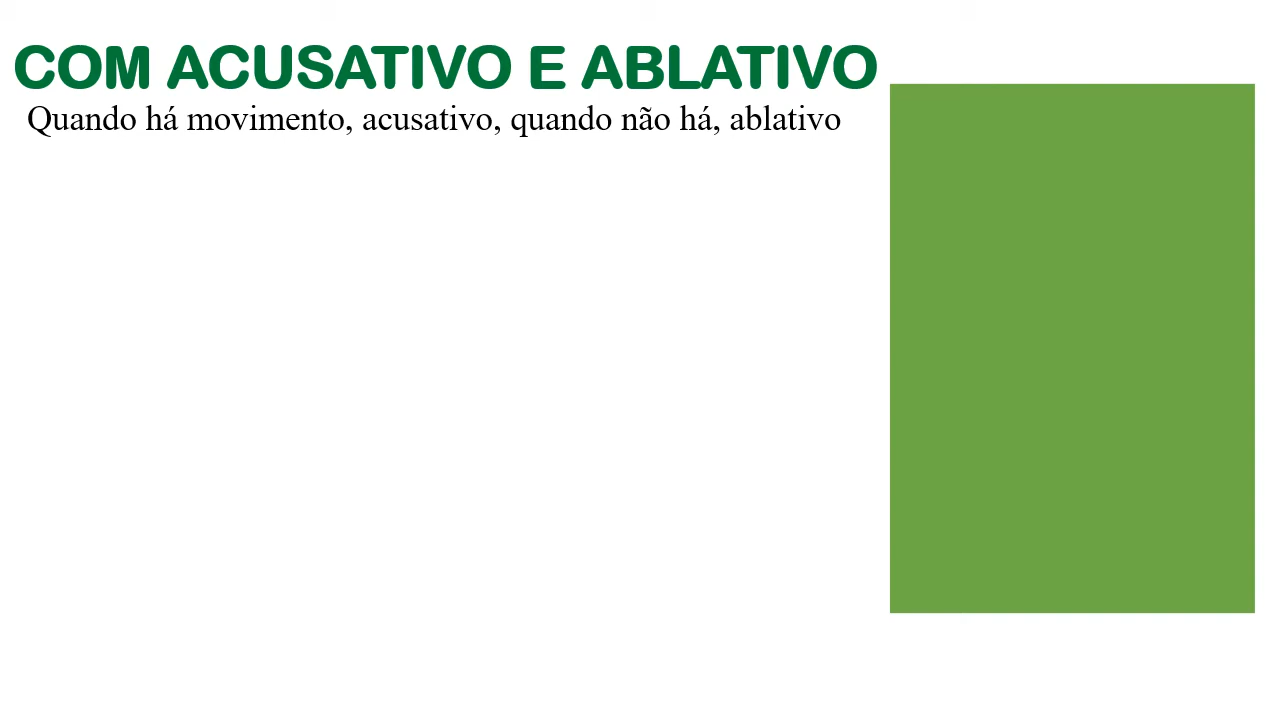 COM ACUSATIVO E ABLATIVO
Quando há movimento, acusativo, quando não há, ablativo